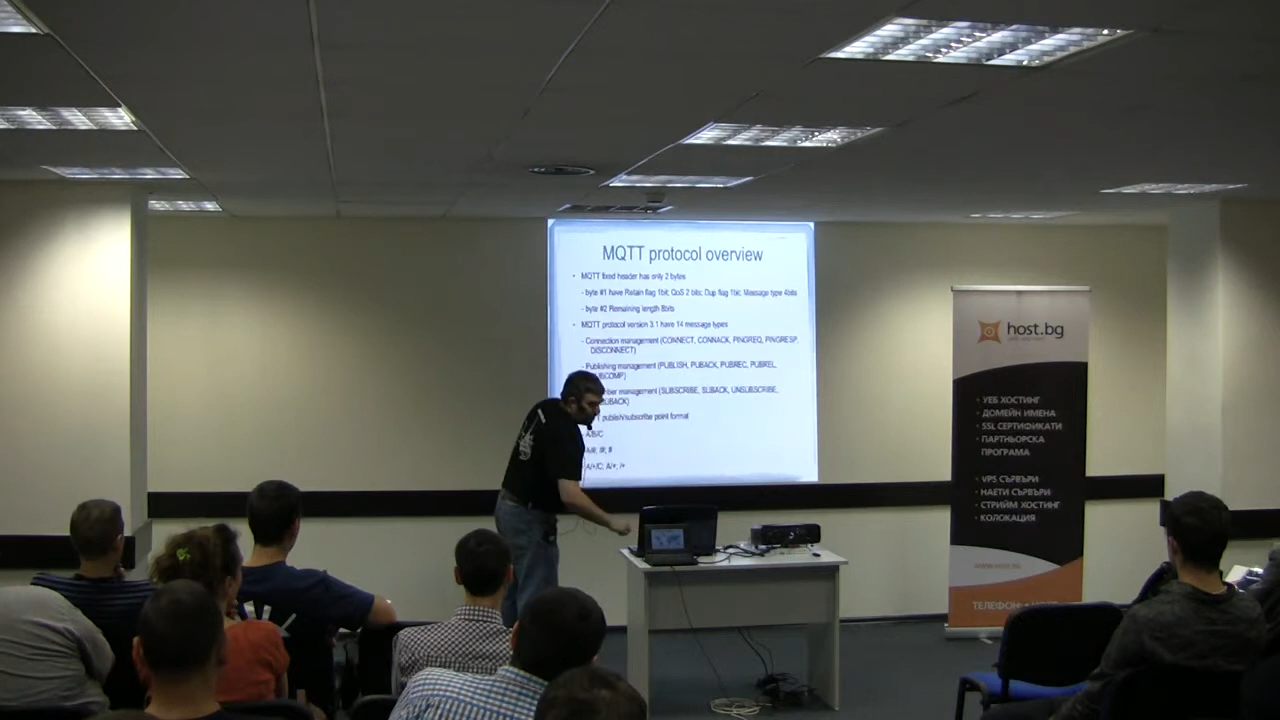 MQTT protocol overview
• MQTT fixed header has only 2 bytes
- byte #1 have Retain flag 1bit; QoS 2 bits; Dup flag 1bit; Message type 4bits
- byte #2 Remaining length 8bits
• MQTT protocol version 3.1 have 14 message types
- Connection management (CONNECT, CONNACK, PINGREQ, PINGRESP,
DISCONNECT)
- Publishing management (PUBLISH, PUBACK, PUBREC, PUBREL,
management (SUBSCRIBE, SUBACK, UNSUBSCRIBE,
publish/subscribe point format
A/B/C
A/#; /#; #
A/+/C; A/+; /+
host.bg
• УЕБ ХОСТИНГ
• ДОМЕЙН ИМЕНА
• SSL СЕРТИФИКАТИ
• ПАРТНЬОРСКА
ПРОГРАМА
• VPS СЪРВЪРИ
• НАЕТИ СЪРВЪРИ
• СТРИЙМ ХОСТИНГ
• КОЛОКАЦИЯ
ТЕЛЕФОН: